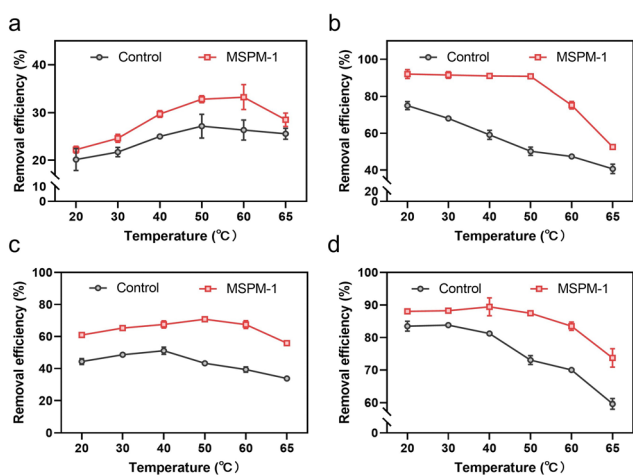 a
Control MSPM-1
Removal efficiency (%)
40
30
20
10
0
20 30 40 50 60 65
Temperature (℃)
b
Control MSPM-1
Removal efficiency (%)
100
80
60
40
20
0
20 30 40 50 60 65
Temperature (℃)
c
Control MSPM-1
Removal efficiency (%)
100
80
60
40
20
0
20 30 40 50 60 65
Temperature (℃)
d
Control MSPM-1
Removal efficiency (%)
100
90
80
70
60
0
20 30 40 50 60 65
Temperature (℃)